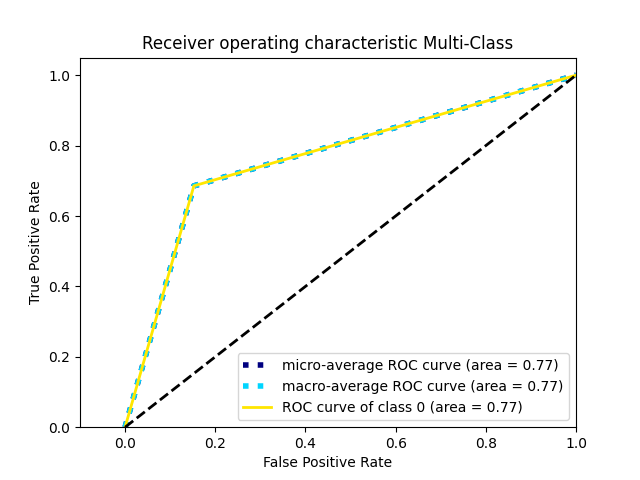 Receiver operating characteristic Multi-Class
1.0
0.8
0.6
0.4
0.2
0.0
True Positive Rate
micro-average ROC curve (area = 0.77)
macro-average ROC curve (area = 0.77)
ROC curve of class 0 (area = 0.77)
0.0 0.2 0.4 0.6 0.8 1.0
False Positive Rate